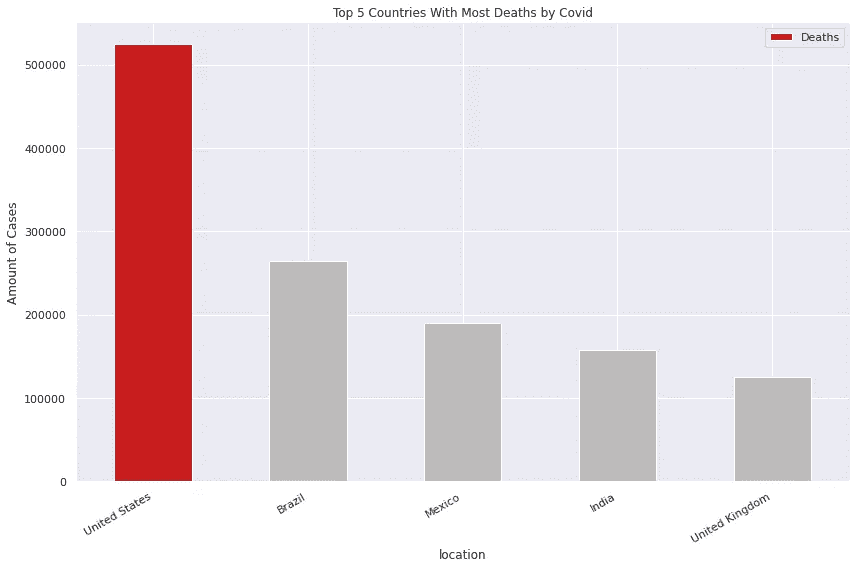 Top 5 Countries With Most Deaths by Covid
Deaths
Amount of Cases
500000
400000
300000
200000
100000
0
United States
Brazil
Mexico
India
United Kingdom
location